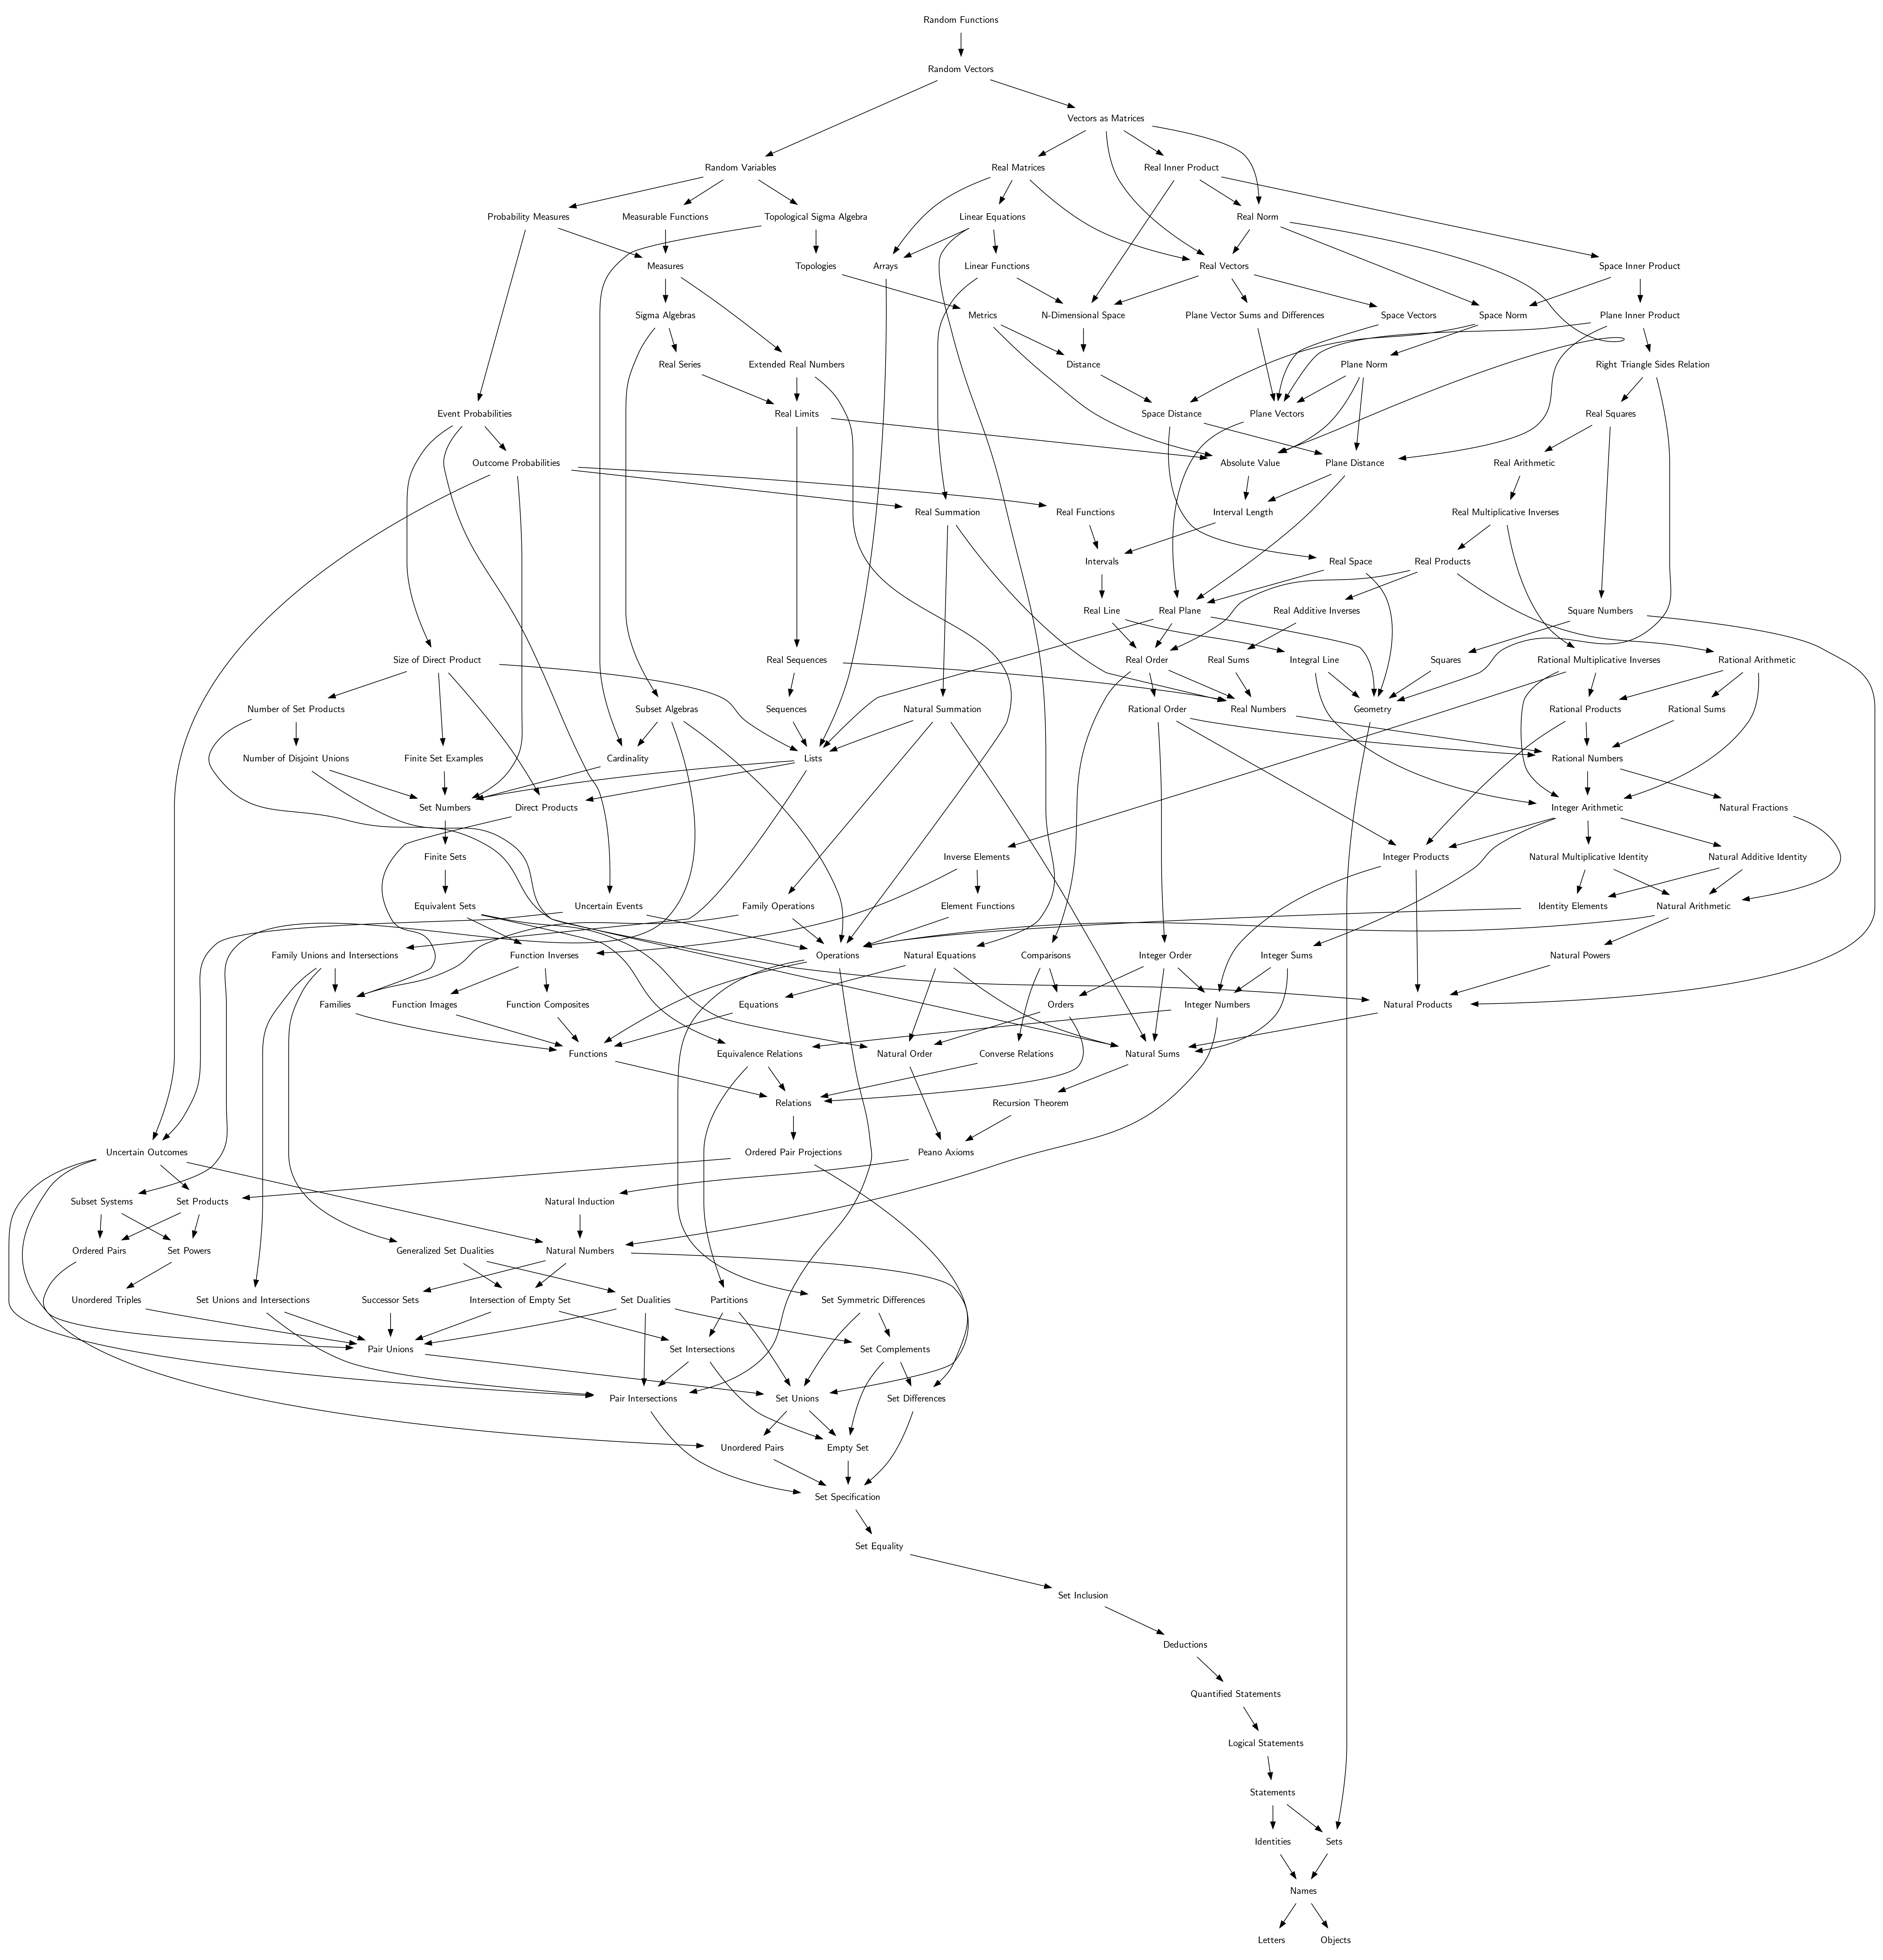 Random Functions
Random Vectors
Vectors as Matrices
Random Variables
Real Matrices
Real Inner Product
Probability Measures
Measurable Functions
Topological Sigma Algebra
Linear Equations
Real Norm
Measures
Topologies
Arrays
Linear Functions
Real Vectors
Space Inner Product
Sigma Algebras
Metrics
N-Dimensional Space
Plane Vector Sums and Differences
Space Vectors
Space Norm
Plane Inner Product
Real Series
Extended Real Numbers
Distance
Plane Norm
Right Triangle Sides Relation
Event Probabilities
Real Limits
Space Distance
Plane Vectors
Real Squares
Outcome Probabilities
Absolute Value
Plane Distance
Real Arithmetic
Real Summation
Real Functions
Interval Length
Real Multiplicative Inverses
Intervals
Real Space
Real Products
Real Line
Real Plane
Real Additive Inverses
Square Numbers
Size of Direct Product
Real Sequences
Real Order
Real Sums
Integral Line
Squares
Rational Multiplicative Inverses
Rational Arithmetic
Number of Set Products
Subset Algebras
Sequences
Natural Summation
Rational Order
Real Numbers
Geometry
Rational Products
Rational Sums
Number of Disjoint Unions
Finite Set Examples
Cardinality
Lists
Rational Numbers
Set Numbers
Direct Products
Integer Arithmetic
Natural Fractions
Finite Sets
Inverse Elements
Integer Products
Natural Multiplicative Identity
Natural Additive Identity
Equivalent Sets
Uncertain Events
Family Operations
Element Functions
Identity Elements
Natural Arithmetic
Family Unions and Intersections
Function Inverses
Operations
Natural Equations
Comparisons
Integer Order
Integer Sums
Natural Powers
Families
Function Images
Function Composites
Equations
Orders
Integer Numbers
Natural Products
Functions
Equivalence Relations
Natural Order
Converse Relations
Natural Sums
Relations
Recursion Theorem
Uncertain Outcomes
Ordered Pair Projections
Peano Axioms
Subset Systems
Set Products
Natural Induction
Ordered Pairs
Set Powers
Generalized Set Dualities
Natural Numbers
Unordered Triples
Set Unions and Intersections
Successor Sets
Intersection of Empty Set
Set Dualities
Partitions
Set Symmetric Differences
Pair Unions
Set Intersections
Set Complements
Pair Intersections
Set Unions
Set Differences
Unordered Pairs
Empty Set
Set Specification
Set Equality
Set Inclusion
Deductions
Quantified Statements
Logical Statements
Statements
Identities
Sets
Names
Letters
Objects